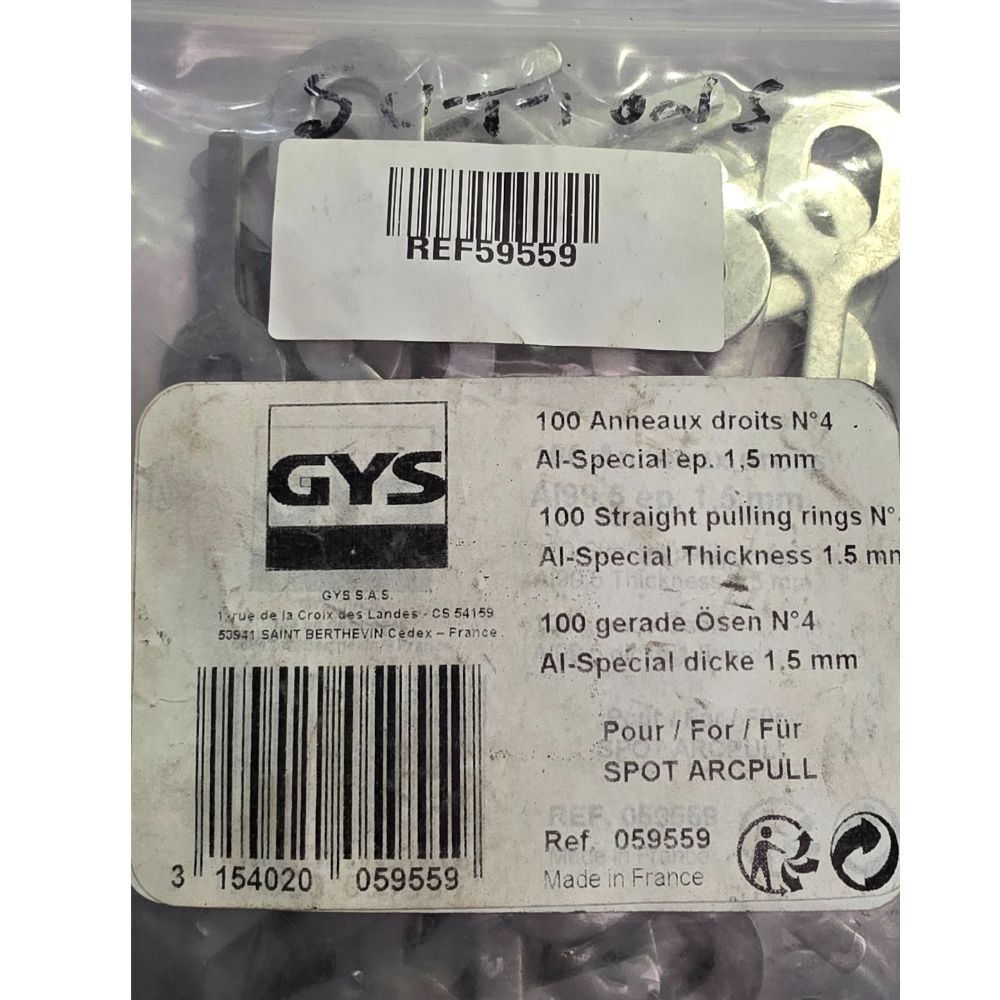 SUTTONS
REF59559
GYS
GYS S.A.S.
1, rue de la Croix des Landes - CS 54159
53941 SAINT BERTHEVIN Cedex – France
3 154020 059559
100 Anneaux droits N°4
Al-Special ep. 1,5 mm
100 Straight pulling rings N°
Al-Special Thickness 1.5 mm
100 gerade Ösen N°4
Al-Special dicke 1.5 mm
Pour / For / Für
SPOT ARCPULL
Ref. 059559
Made in France